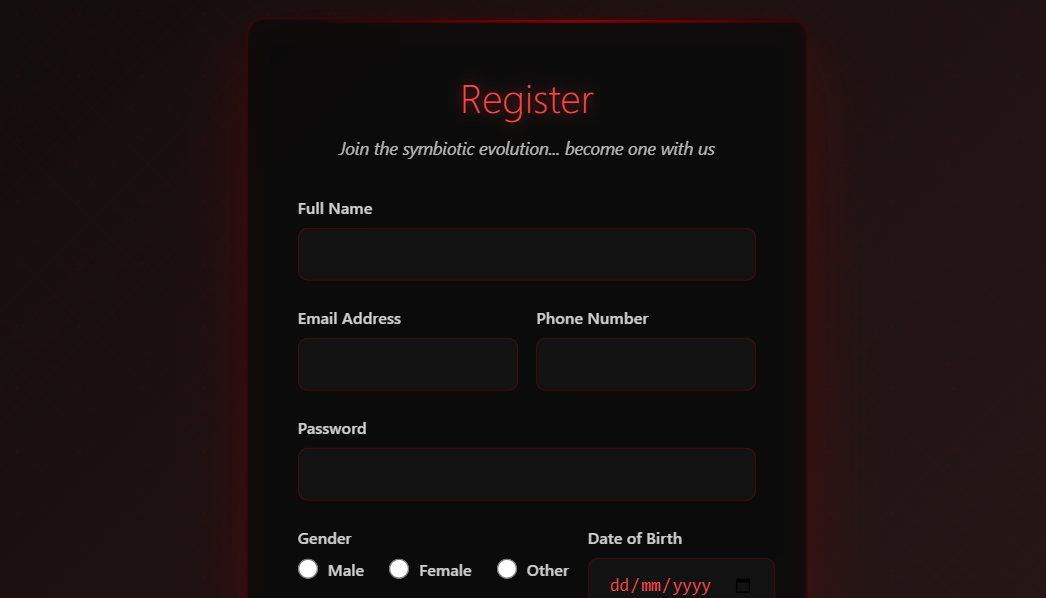 Register
Join the symbiotic evolution... become one with us
Full Name
Email Address Phone Number
Password
Gender Date of Birth
Male Female Other
dd/mm/yyyy